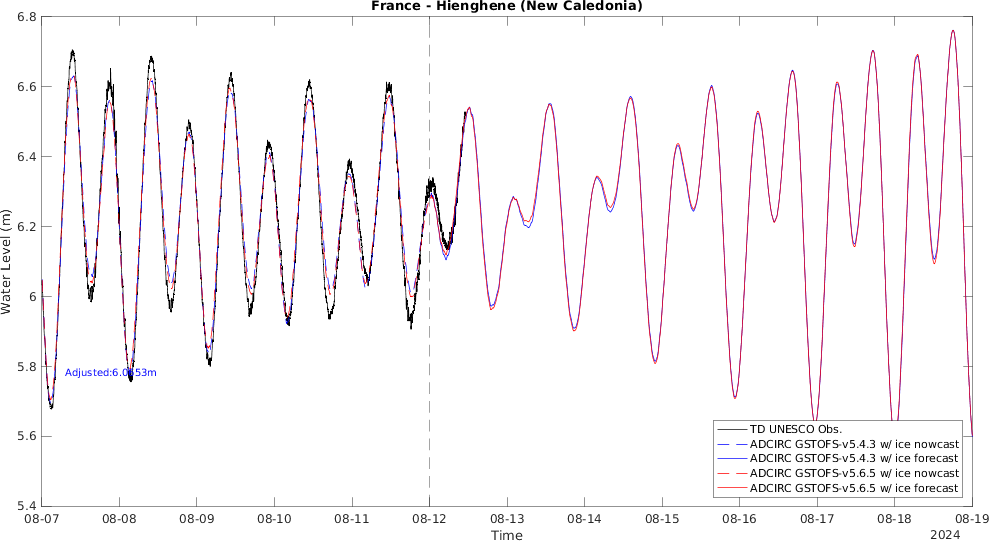 France - Hienghene (New Caledonia)
6.8
6.6
6.4
6.2
6
5.8
5.6
5.4
Water Level (m)
08-07
08-08
08-09
08-10
08-11
08-12
08-13
08-14
08-15
08-16
08-17
08-18
08-19
Time
2024
TD UNESCO Obs.
ADCIRC GSTOFS-v5.4.3 w/ ice nowcast
ADCIRC GSTOFS-v5.4.3 w/ ice forecast
ADCIRC GSTOFS-v5.6.5 w/ ice nowcast
ADCIRC GSTOFS-v5.6.5 w/ ice forecast